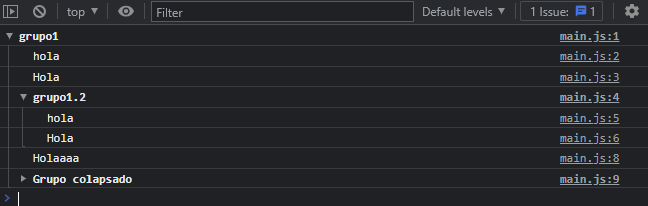 top Filter Default levels 1 Issue: 1
grupo1 main.js:1
hola main.js:2
Hola main.js:3
grupo1.2 main.js:4
hola main.js:5
Hola main.js:6
Holaaaa main.js:8
Grupo colapsado main.js:9